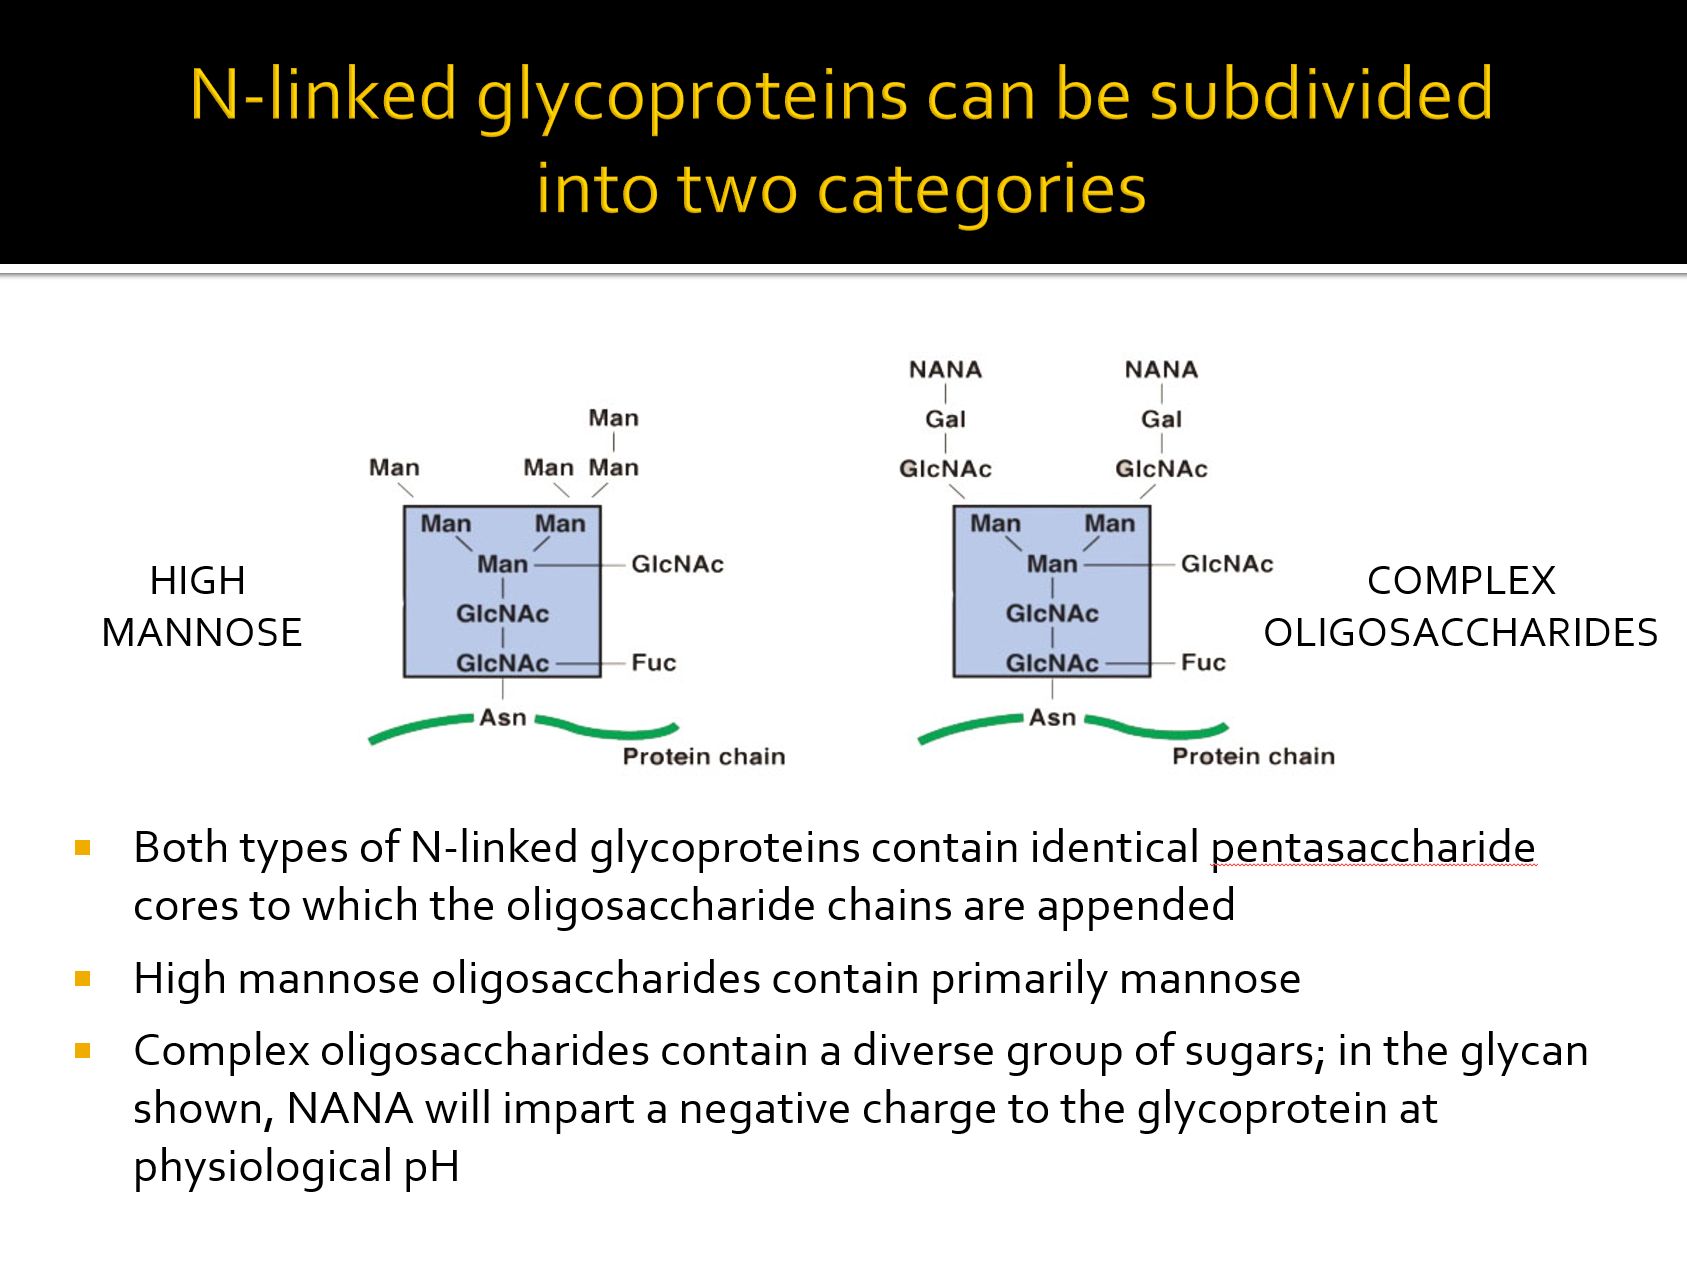 N-linked glycoproteins can be subdivided
into two categories
HIGH
MANNOSE
Man
Man Man Man
Man Man
Man GlcNAc
GlcNAc
GlcNAc Fuc
Asn
Protein chain
NANA NANA
Gal Gal
GlcNAc GlcNAc
Man Man
Man GlcNAc
GlcNAc
GlcNAc Fuc
Asn
Protein chain
COMPLEX
OLIGOSACCHARIDES
Both types of N-linked glycoproteins contain identical pentasaccharide
cores to which the oligosaccharide chains are appended
High mannose oligosaccharides contain primarily mannose
Complex oligosaccharides contain a diverse group of sugars; in the glycan
shown, NANA will impart a negative charge to the glycoprotein at
physiological pH